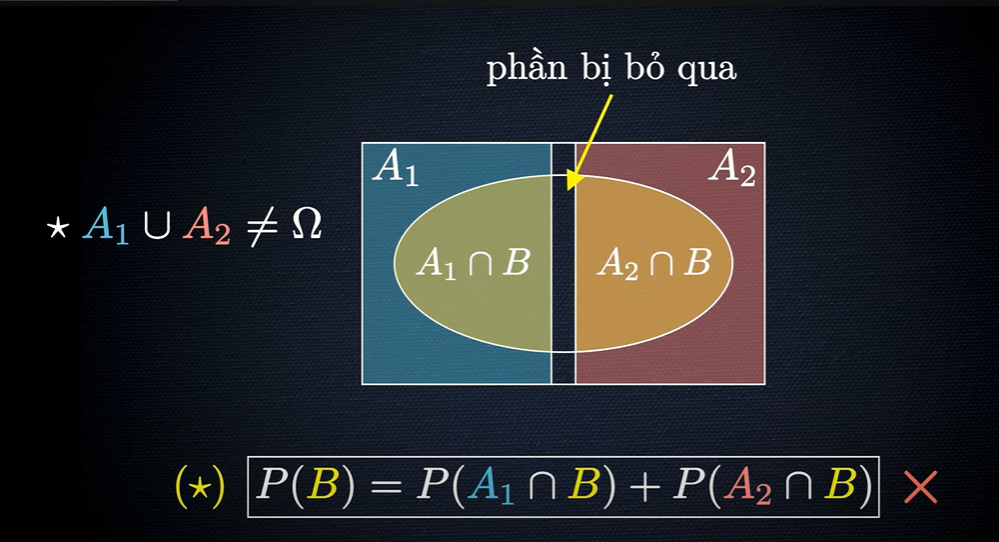 phần bị bỏ qua
A₁ A₂
⋆ A₁ ∪ A₂ ≠ Ω
A₁ ∩ B A₂ ∩ B
(⋆) P(B) = P(A₁ ∩ B) + P(A₂ ∩ B) ×